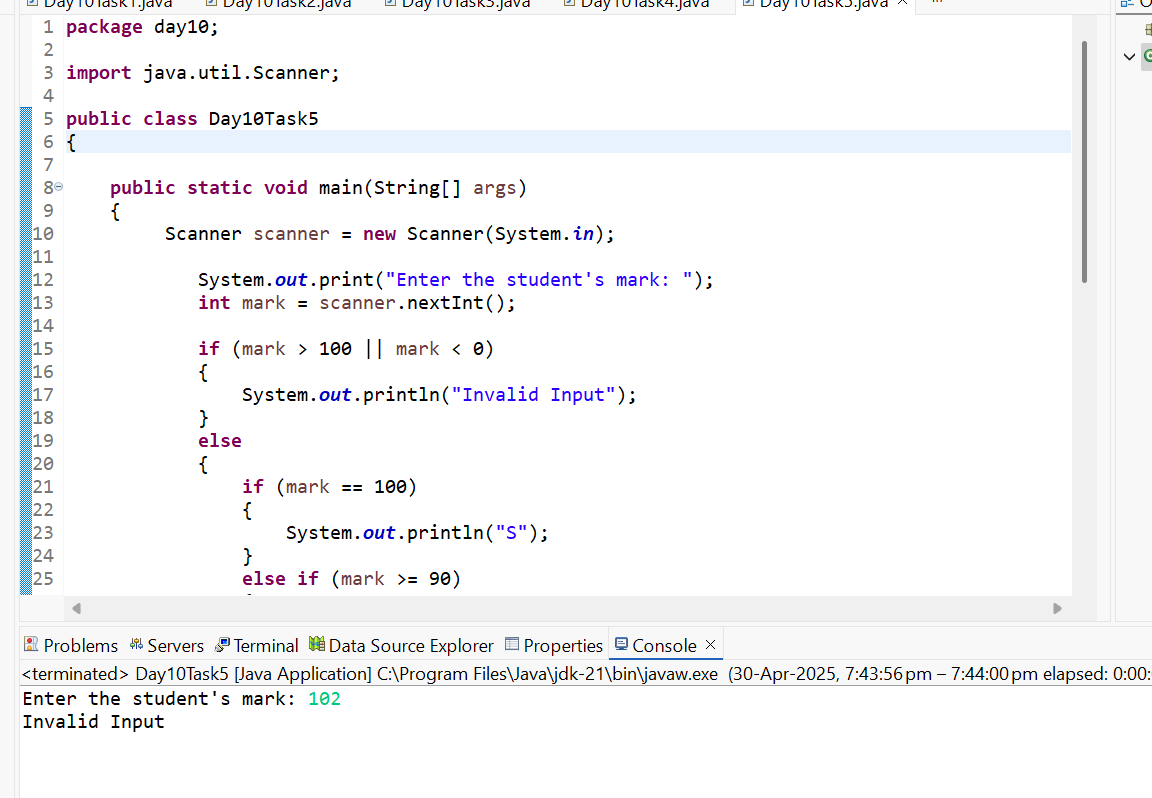 Day10Task1.java Day10Task2.java Day10Task3.java Day10Task4.java Day10Task5.java
1 package day10;
2
3 import java.util.Scanner;
4
5 public class Day10Task5
6 {
7
8 public static void main(String[] args)
9 {
10 Scanner scanner = new Scanner(System.in);
11
12 System.out.print("Enter the student's mark: ");
13 int mark = scanner.nextInt();
14
15 if (mark > 100 || mark < 0)
16 {
17 System.out.println("Invalid Input");
18 }
19 else
20 {
21 if (mark == 100)
22 {
23 System.out.println("S");
24 }
25 else if (mark >= 90)
Problems Servers Terminal Data Source Explorer Properties Console
<terminated> Day10Task5 [Java Application] C:\Program Files\Java\jdk-21\bin\javaw.exe (30-Apr-2025, 7:43:56 pm – 7:44:00 pm elapsed: 0:00:
Enter the student's mark: 102
Invalid Input